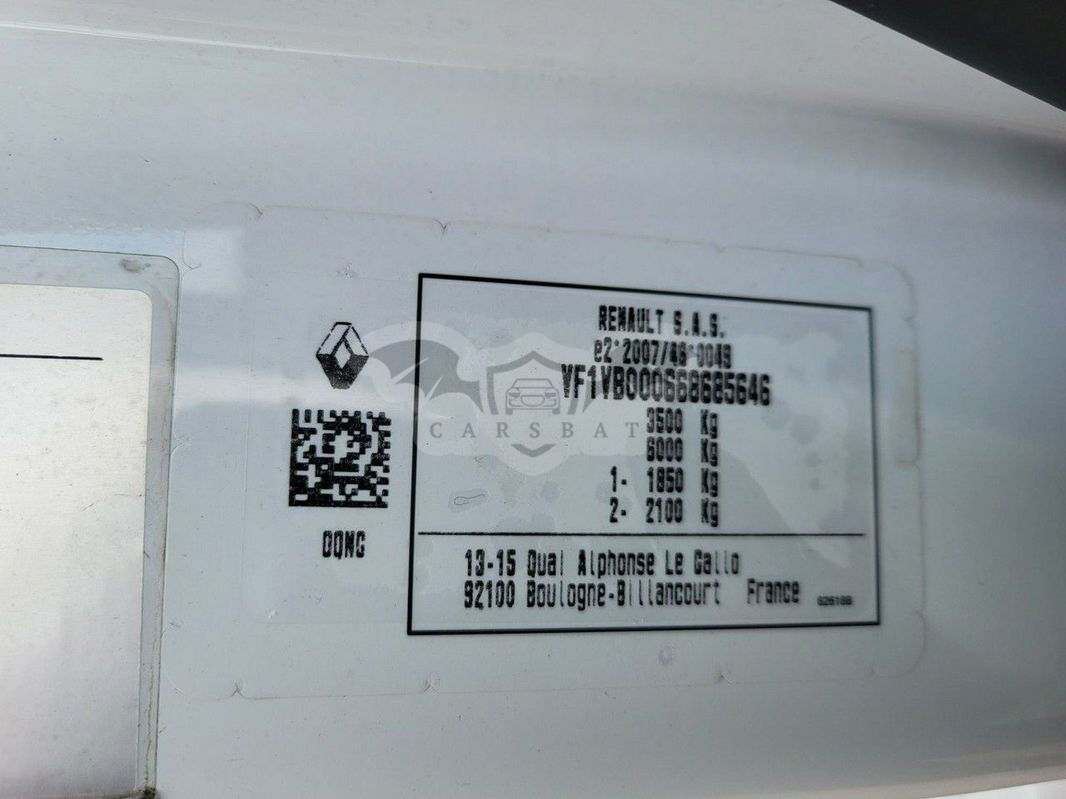 RENAULT S.A.S.
e2*2007/46*0049
VF1VB000668685646
3500 Kg
6000 Kg
1- 1850 Kg
2- 2100 Kg
CARSBAT
OQNC
13-15 Quai Alphonse Le Gallo
92100 Boulogne-Billancourt France